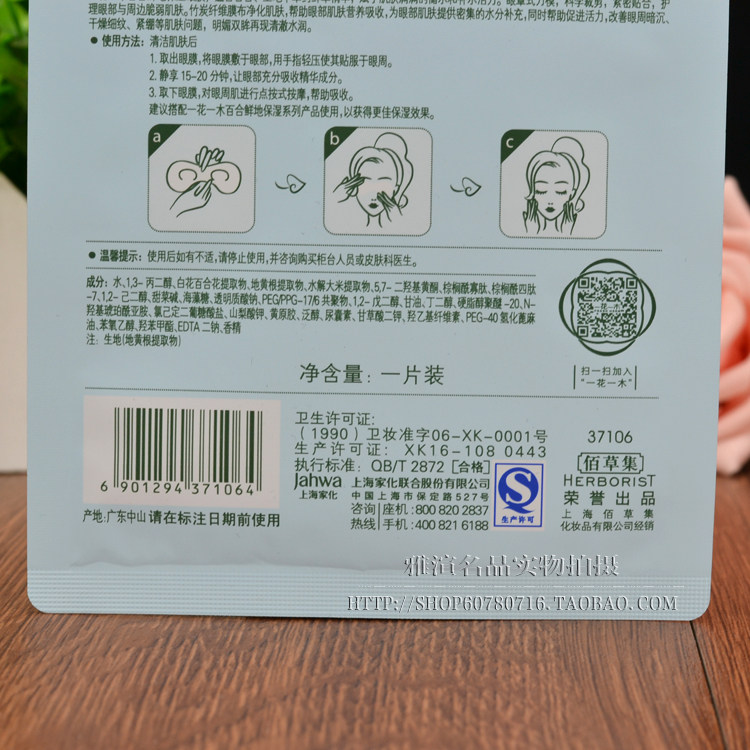 理眼部与周边脆弱肌肤。竹炭纤维膜布净化肌肤,帮助眼部肌肤营养吸收,为眼部肌肤提供密集的水分补充,同时帮助促进活力,改善眼周暗沉、
干燥细纹、紧绷等肌肤问题,明媚双眸再现清澈水润。
● 使用方法: 清洁肌肤后
1. 取出眼膜,将眼膜敷于眼部,用手指轻压使其贴服于眼周。
2. 静享 15-20 分钟,让眼部充分吸收精华成分。
3. 取下眼膜,对眼周肌进行点按式按摩,帮助吸收。
建议搭配一花一木百合鲜地保湿系列产品使用,以获得更佳保湿效果。
a
b
c
● 温馨提示: 使用后如有不适,请停止使用,并咨询购买柜台人员或皮肤科医生。
成分: 水、1,3-丙二醇、白花百合花提取物、地黄根提取物、水解大米提取物、5,7-二羟基黄酮、棕榈酰寡肽、棕榈酰四肽
-7、1,2-己二醇、甜菜碱、海藻糖、透明质酸钠、PEG/PPG-17/6 共聚物、1,2-戊二醇、甘油、丁二醇、硬脂醇聚醚-20、N-
羟基琥珀酰亚胺、氯己定二葡糖酸盐、山梨酸钾、黄原胶、泛醇、尿囊素、甘草酸二钾、羟乙基纤维素、PEG-40 氢化蓖麻
油、苯氧乙醇、羟苯甲酯、EDTA 二钠、香精
注: 生地(地黄根提取物)
扫一扫加入
“一花一木”
净含量: 一片装
6 901294 371064
产地:广东中山 请在标注日期前使用
卫生许可证:
(1990) 卫妆准字06-XK-0001号
生产许可证: XK16-108 0443
执行标准: QB/T 2872 [合格]
Jahwa
上海家化
上海家化联合股份有限公司
中国上海市保定路527号
咨询 座机: 800 820 2837
热线 手机: 400 821 6188
生产许可
37106
佰草集
HERBORIST
荣誉出品
上海佰草集
化妆品有限公司经销
雅滢名品实物拍摄
HTTP://SHOP60780716.TAOBAO.COM